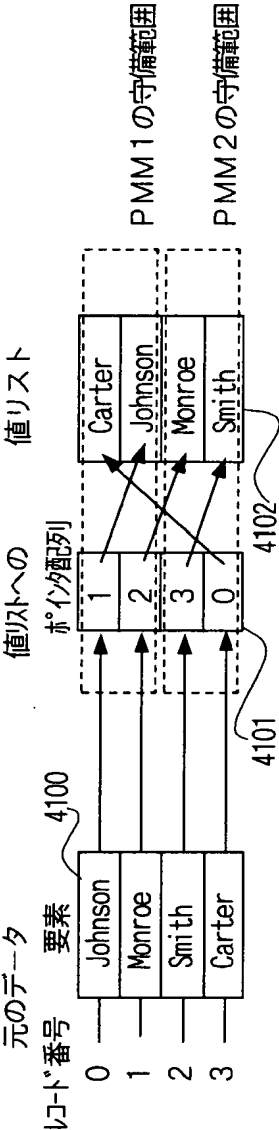 元のデータ
レコード番号
要素
4100
0
Johnson
1
Monroe
2
Smith
3
Carter
値リストへの
ポインタ配列
1
2
3
0
4101
値リスト
Carter
Johnson
Monroe
Smith
4102
PMM1の守備範囲
PMM2の守備範囲